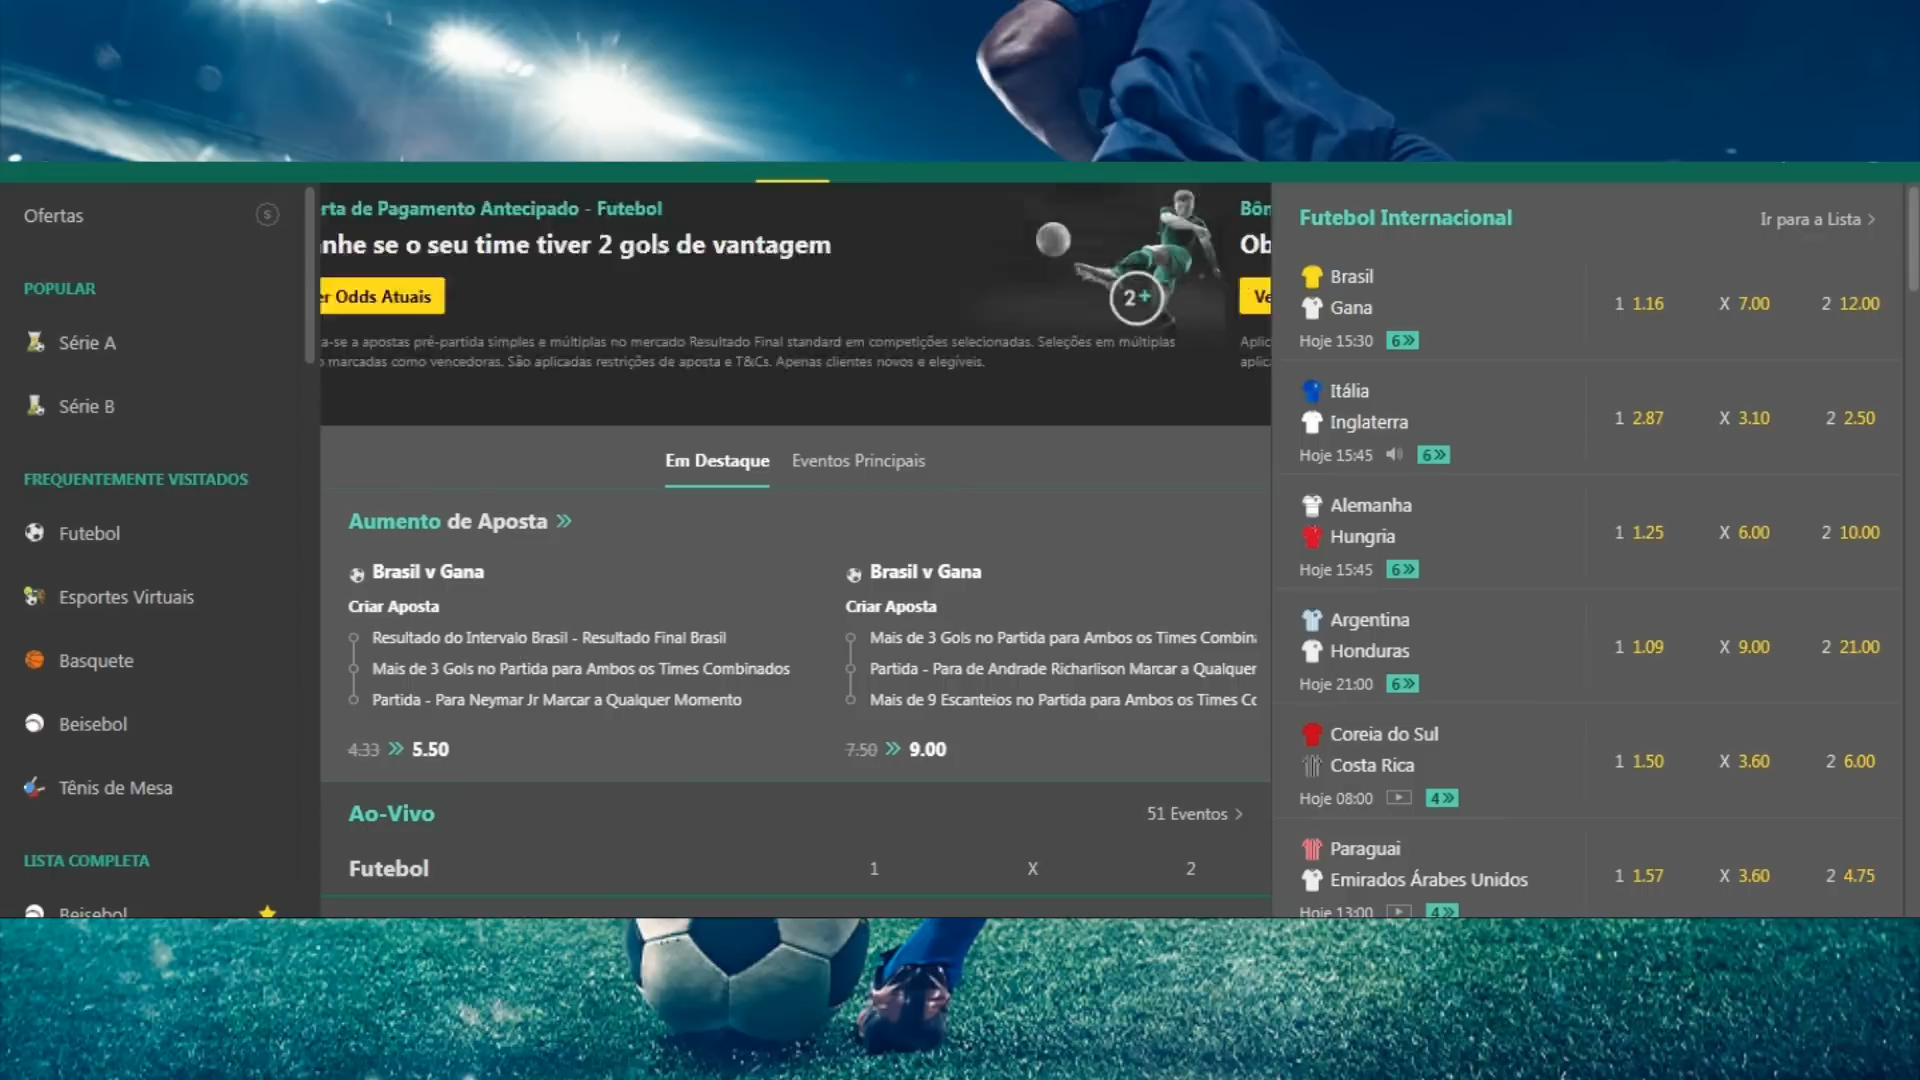 Ofertas
S
POPULAR
Série A
Série B
FREQUENTEMENTE VISITADOS
Futebol
Esportes Virtuais
Basquete
Beisebol
Tênis de Mesa
LISTA COMPLETA
Beisebol
rta de Pagamento Antecipado - Futebol
nhe se o seu time tiver 2 gols de vantagem
er Odds Atuais
2+
a-se a apostas pré-partida simples e múltiplas no mercado Resultado Final standard em competições selecionadas. Seleções em múltiplas
o marcadas como vencedoras. São aplicadas restrições de aposta e T&Cs. Apenas clientes novos e elegíveis.
Bôn
Ob
Ve
Aplic
aplic
Em Destaque Eventos Principais
Aumento de Aposta »
Brasil v Gana
Criar Aposta
Resultado do Intervalo Brasil - Resultado Final Brasil
Mais de 3 Gols no Partida para Ambos os Times Combinados
Partida - Para Neymar Jr Marcar a Qualquer Momento
4.33 » 5.50
Brasil v Gana
Criar Aposta
Mais de 3 Gols no Partida para Ambos os Times Combin
Partida - Para de Andrade Richarlison Marcar a Qualquer
Mais de 9 Escanteios no Partida para Ambos os Times Co
7.50 » 9.00
Ao-Vivo 51 Eventos >
Futebol 1 X 2
Futebol Internacional Ir para a Lista >
Brasil
Gana
1 1.16 X 7.00 2 12.00
Hoje 15:30 6»
Itália
Inglaterra
1 2.87 X 3.10 2 2.50
Hoje 15:45 6»
Alemanha
Hungria
1 1.25 X 6.00 2 10.00
Hoje 15:45 6»
Argentina
Honduras
1 1.09 X 9.00 2 21.00
Hoje 21:00 6»
Coreia do Sul
Costa Rica
1 1.50 X 3.60 2 6.00
Hoje 08:00 4»
Paraguai
Emirados Árabes Unidos
1 1.57 X 3.60 2 4.75
Hoje 13:00 4»